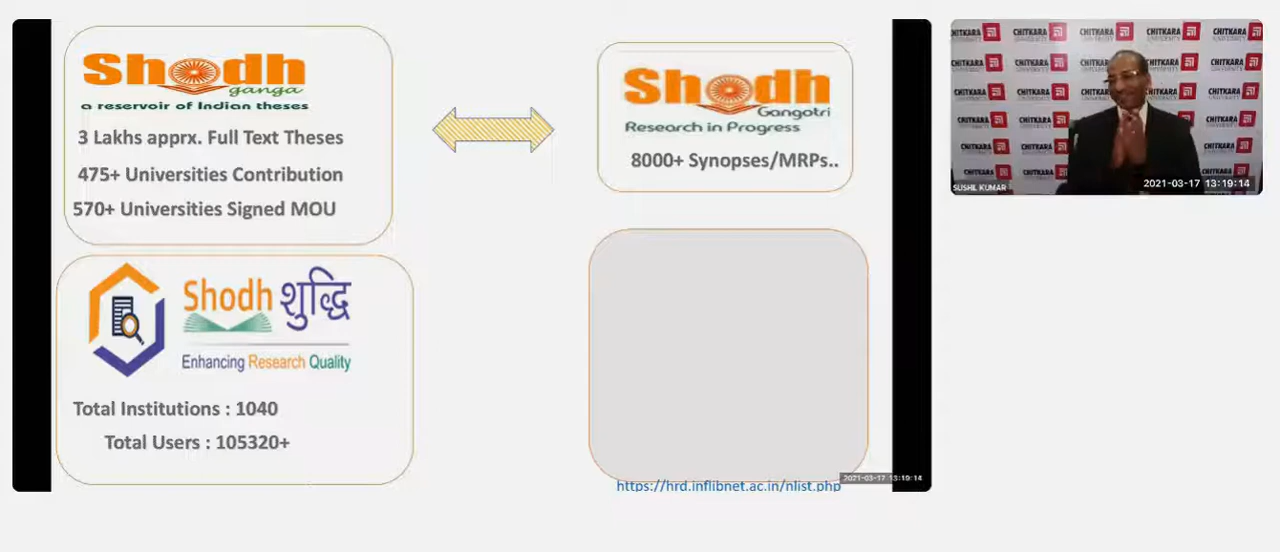 Shodh
ganga
a reservoir of Indian theses
3 Lakhs apprx. Full Text Theses
475+ Universities Contribution
570+ Universities Signed MOU
Shodh
Gangotri
Research in Progress
8000+ Synopses/MRPs..
Shodh शुद्धि
Enhancing Research Quality
Total Institutions : 1040
Total Users : 105320+
https://hrd.inflibnet.ac.in/nlist.php
2021-03-17 13:19:14
CHITKARA
UNIVERSITY
SUSHIL KUMAR
2021-03-17 13:19:14